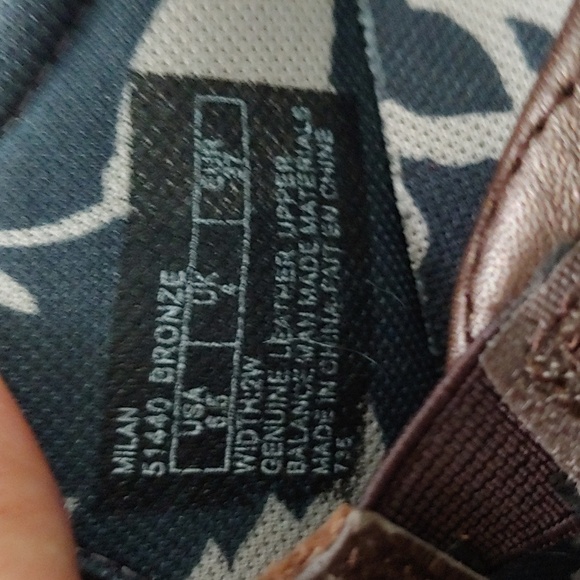 MILAN
51440 BRONZE
USA UK EUR
6.5 4 37
WIDTH:2W
GENUINE LEATHER UPPER
BALANCE MAN MADE MATERIALS
MADE IN CHINA-FAIT EN CHINE
735